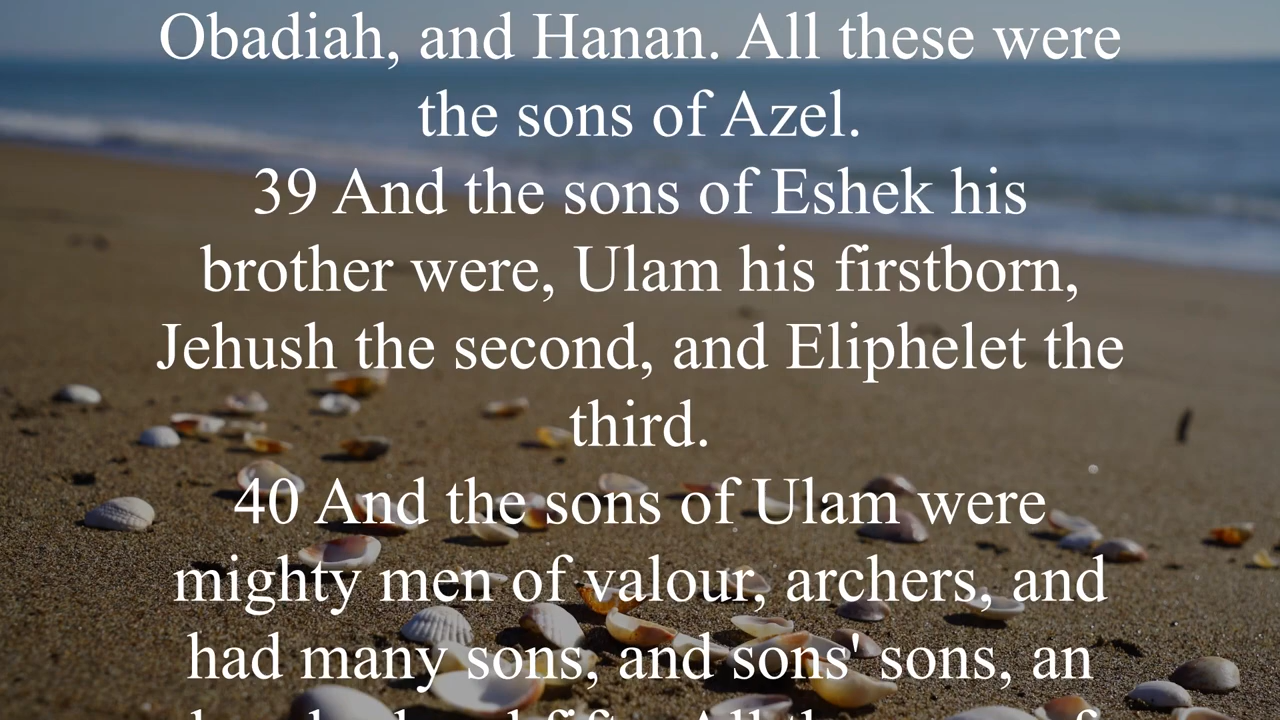 Obadiah, and Hanan. All these were
the sons of Azel.
39 And the sons of Eshek his
brother were, Ulam his firstborn,
Jehush the second, and Eliphelet the
third.
40 And the sons of Ulam were
mighty men of valour, archers, and
had many sons, and sons' sons, an